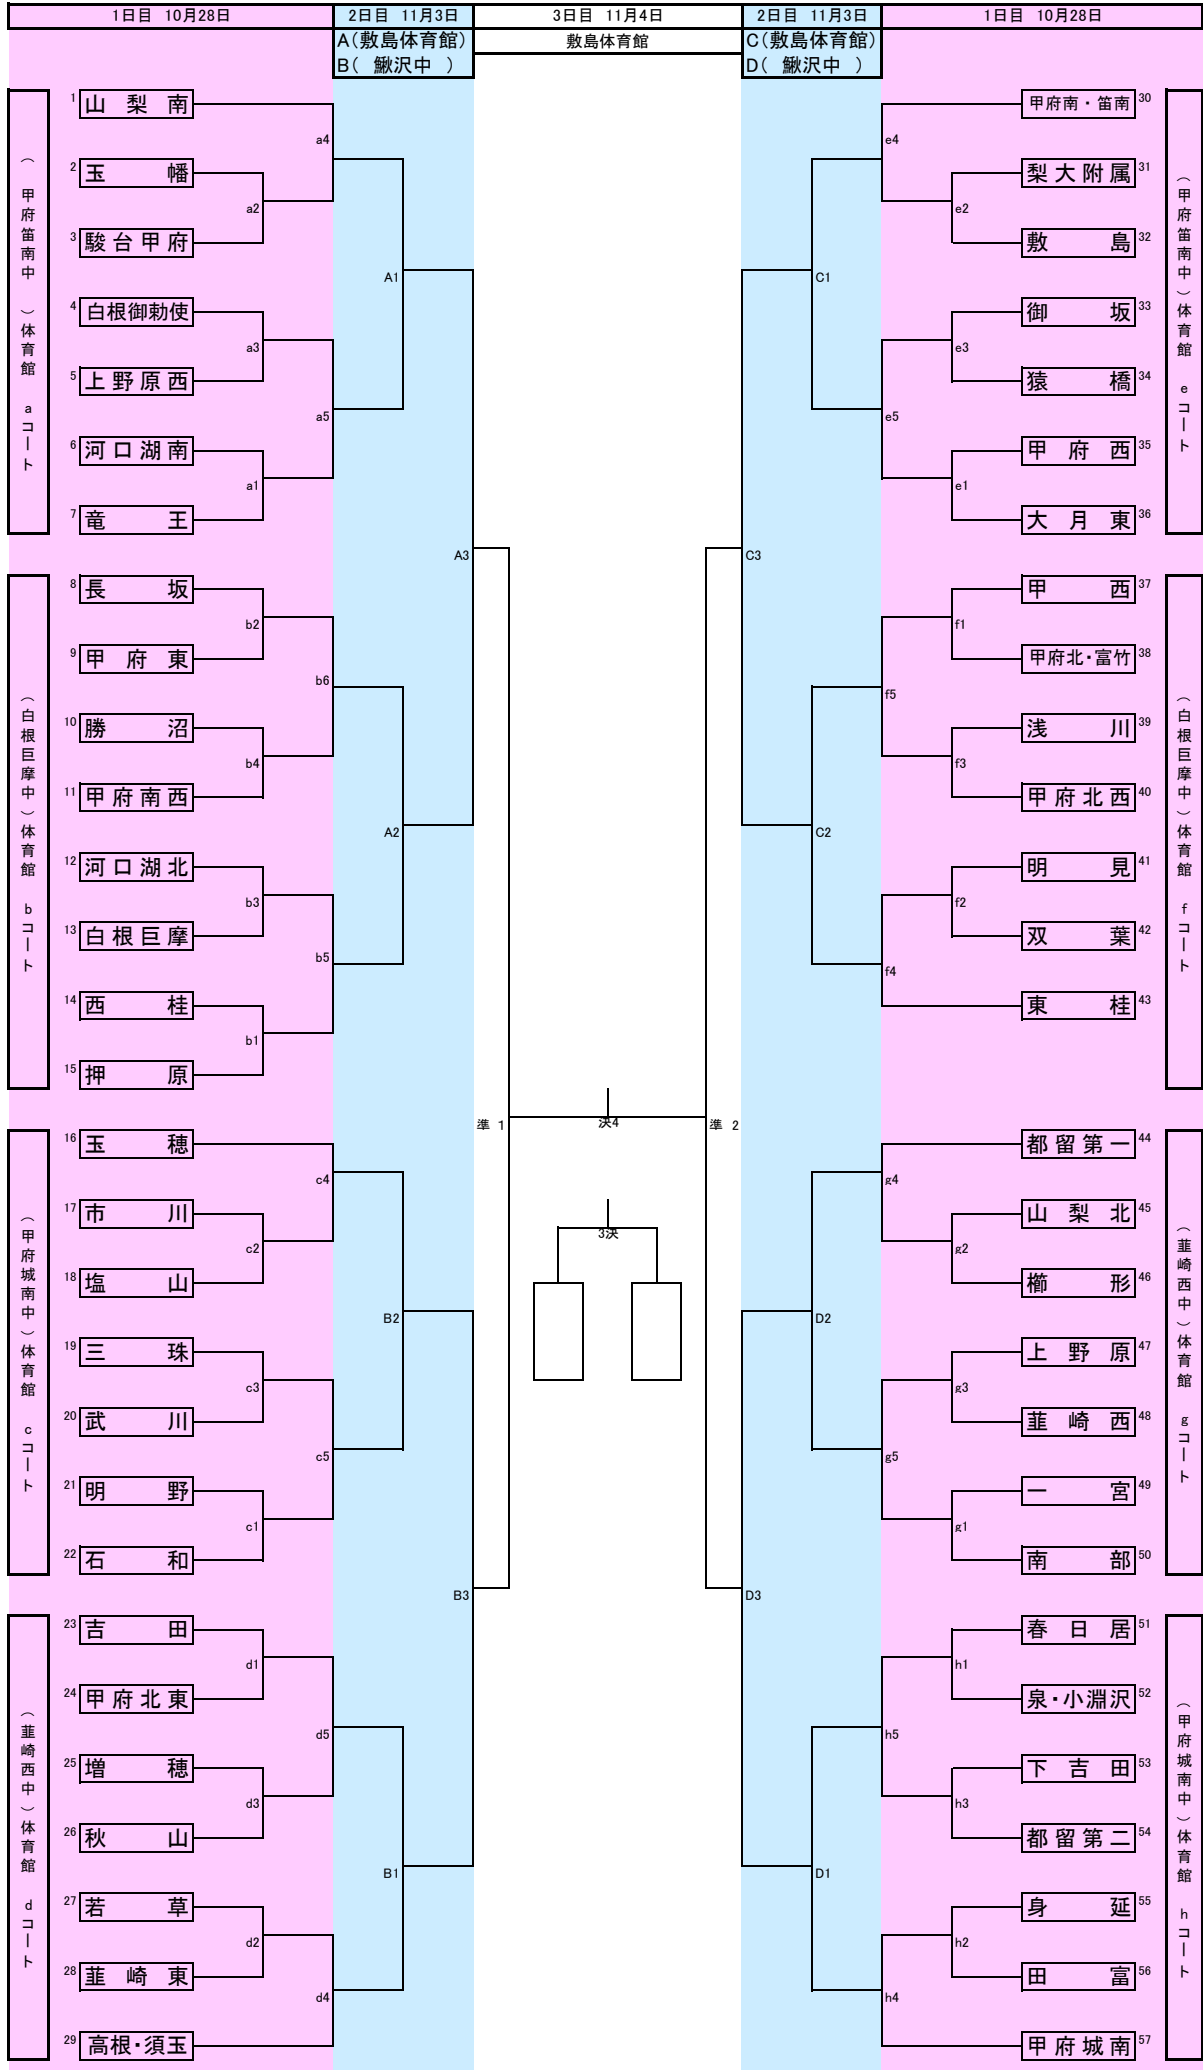 1日目 10月28日
2日目 11月3日
3日目 11月4日
2日目 11月3日
1日目 10月28日
A(敷島体育館)
B( 鰍沢中 )
敷島体育館
C(敷島体育館)
D( 鰍沢中 )
(甲府笛南中)体育館 aコート
1 山梨南
2 玉幡
3 駿台甲府
4 白根御勅使
5 上野原西
6 河口湖南
7 竜王
a4
a2
a3
a5
a1
A1
A3
(白根巨摩中)体育館 bコート
8 長坂
9 甲府東
10 勝沼
11 甲府南西
12 河口湖北
13 白根巨摩
14 西桂
15 押原
b2
b6
b4
b3
b5
b1
A2
(甲府城南中)体育館 cコート
16 玉穂
17 市川
18 塩山
19 三珠
20 武川
21 明野
22 石和
c4
c2
c3
c5
c1
B2
B3
(韮崎西中)体育館 dコート
23 吉田
24 甲府北東
25 増穂
26 秋山
27 若草
28 韮崎東
29 高根・須玉
d1
d5
d3
d2
d4
B1
準 1
決4
準 2
3決
甲府南・笛南 30
梨大附属 31
敷島 32
御坂 33
猿橋 34
甲府西 35
大月東 36
(甲府笛南中)体育館 eコート
e4
e2
e3
e5
e1
C1
C3
甲西 37
甲府北・富竹 38
浅川 39
甲府北西 40
明見 41
双葉 42
東桂 43
(白根巨摩中)体育館 fコート
f1
f5
f3
f2
f4
C2
都留第一 44
山梨北 45
櫛形 46
上野原 47
韮崎西 48
一宮 49
南部 50
(韮崎西中)体育館 gコート
g4
g2
g3
g5
g1
D2
D3
春日居 51
泉・小淵沢 52
下吉田 53
都留第二 54
身延 55
田富 56
甲府城南 57
(甲府城南中)体育館 hコート
h1
h5
h3
h2
h4
D1